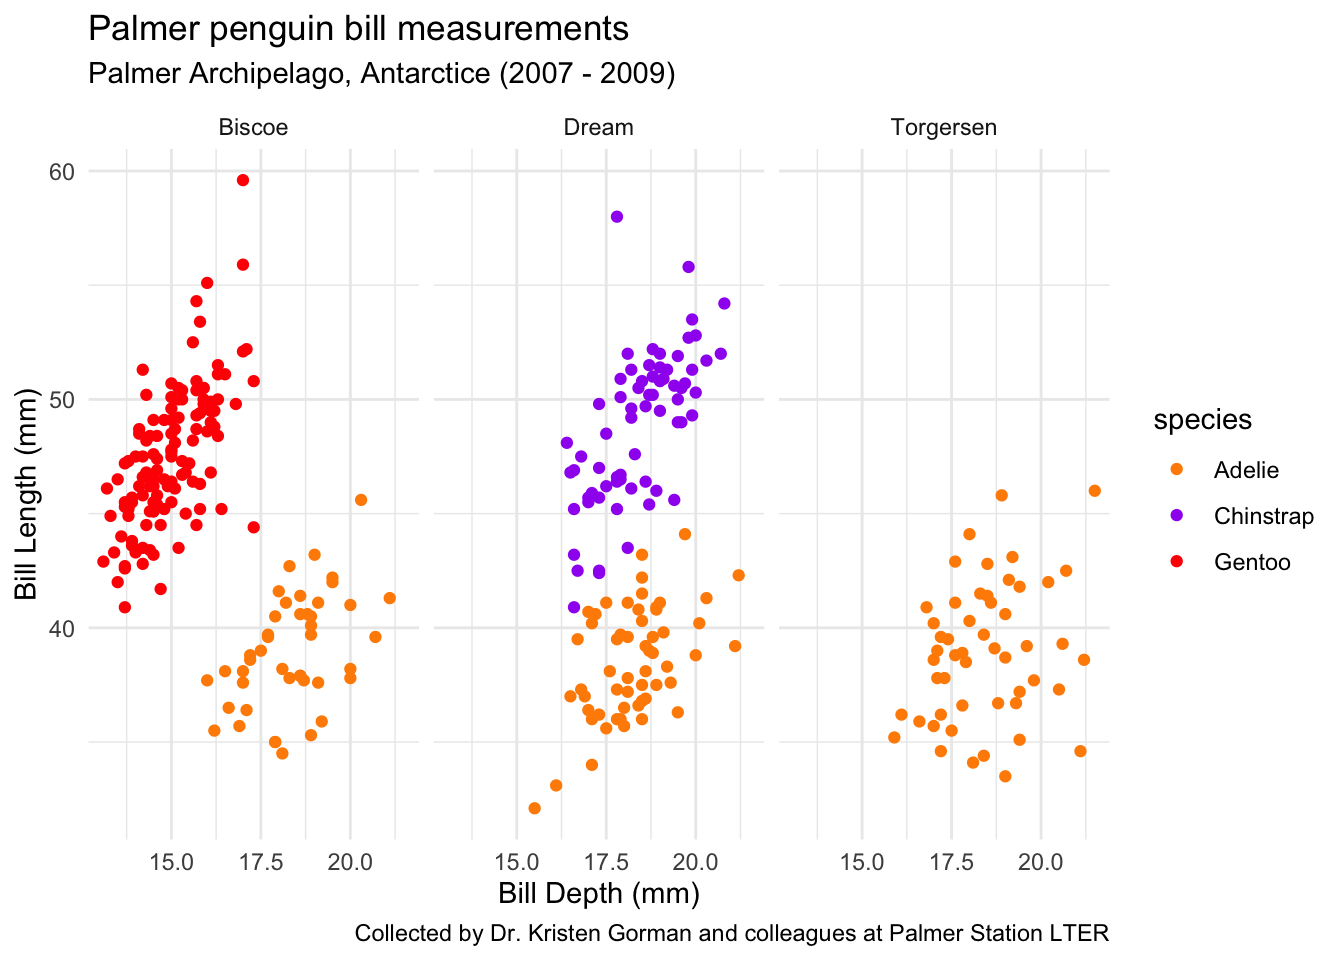 Palmer penguin bill measurements
Palmer Archipelago, Antarctice (2007 - 2009)
Biscoe Dream Torgersen
60
50
40
Bill Length (mm)
species
Adelie
Chinstrap
Gentoo
15.0 17.5 20.0 15.0 17.5 20.0 15.0 17.5 20.0
Bill Depth (mm)
Collected by Dr. Kristen Gorman and colleagues at Palmer Station LTER